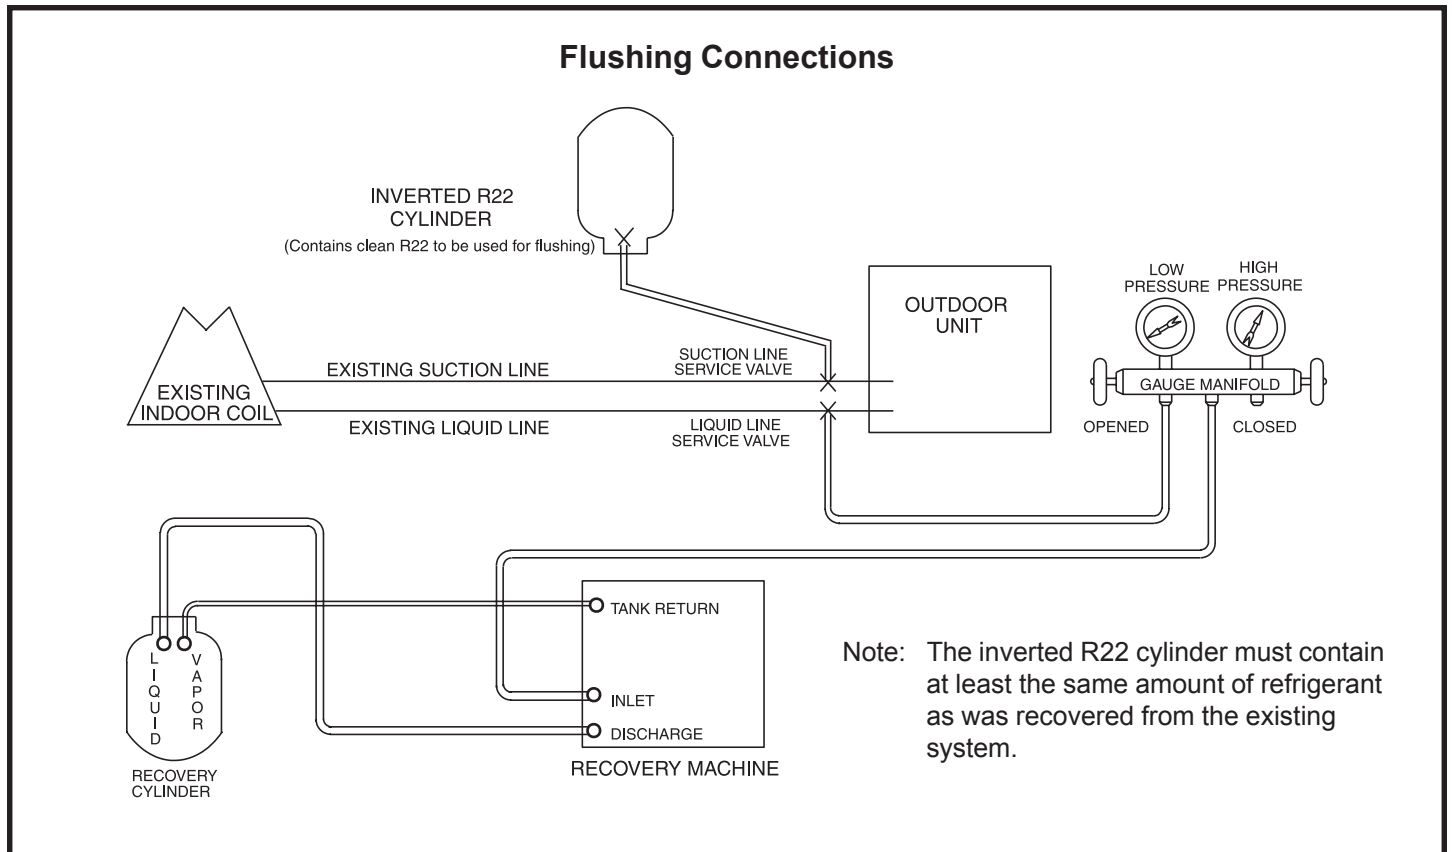 Flushing Connections
INVERTED R22
CYLINDER
(Contains clean R22 to be used for flushing)
LOW
PRESSURE
HIGH
PRESSURE
OUTDOOR
UNIT
SUCTION LINE
SERVICE VALVE
EXISTING SUCTION LINE
EXISTING
INDOOR COIL
GAUGE MANIFOLD
EXISTING LIQUID LINE
LIQUID LINE
SERVICE VALVE
OPENED
CLOSED
TANK RETURN
INLET
DISCHARGE
RECOVERY MACHINE
LIQUID
VAPOR
RECOVERY
CYLINDER
Note: The inverted R22 cylinder must contain
at least the same amount of refrigerant
as was recovered from the existing
system.